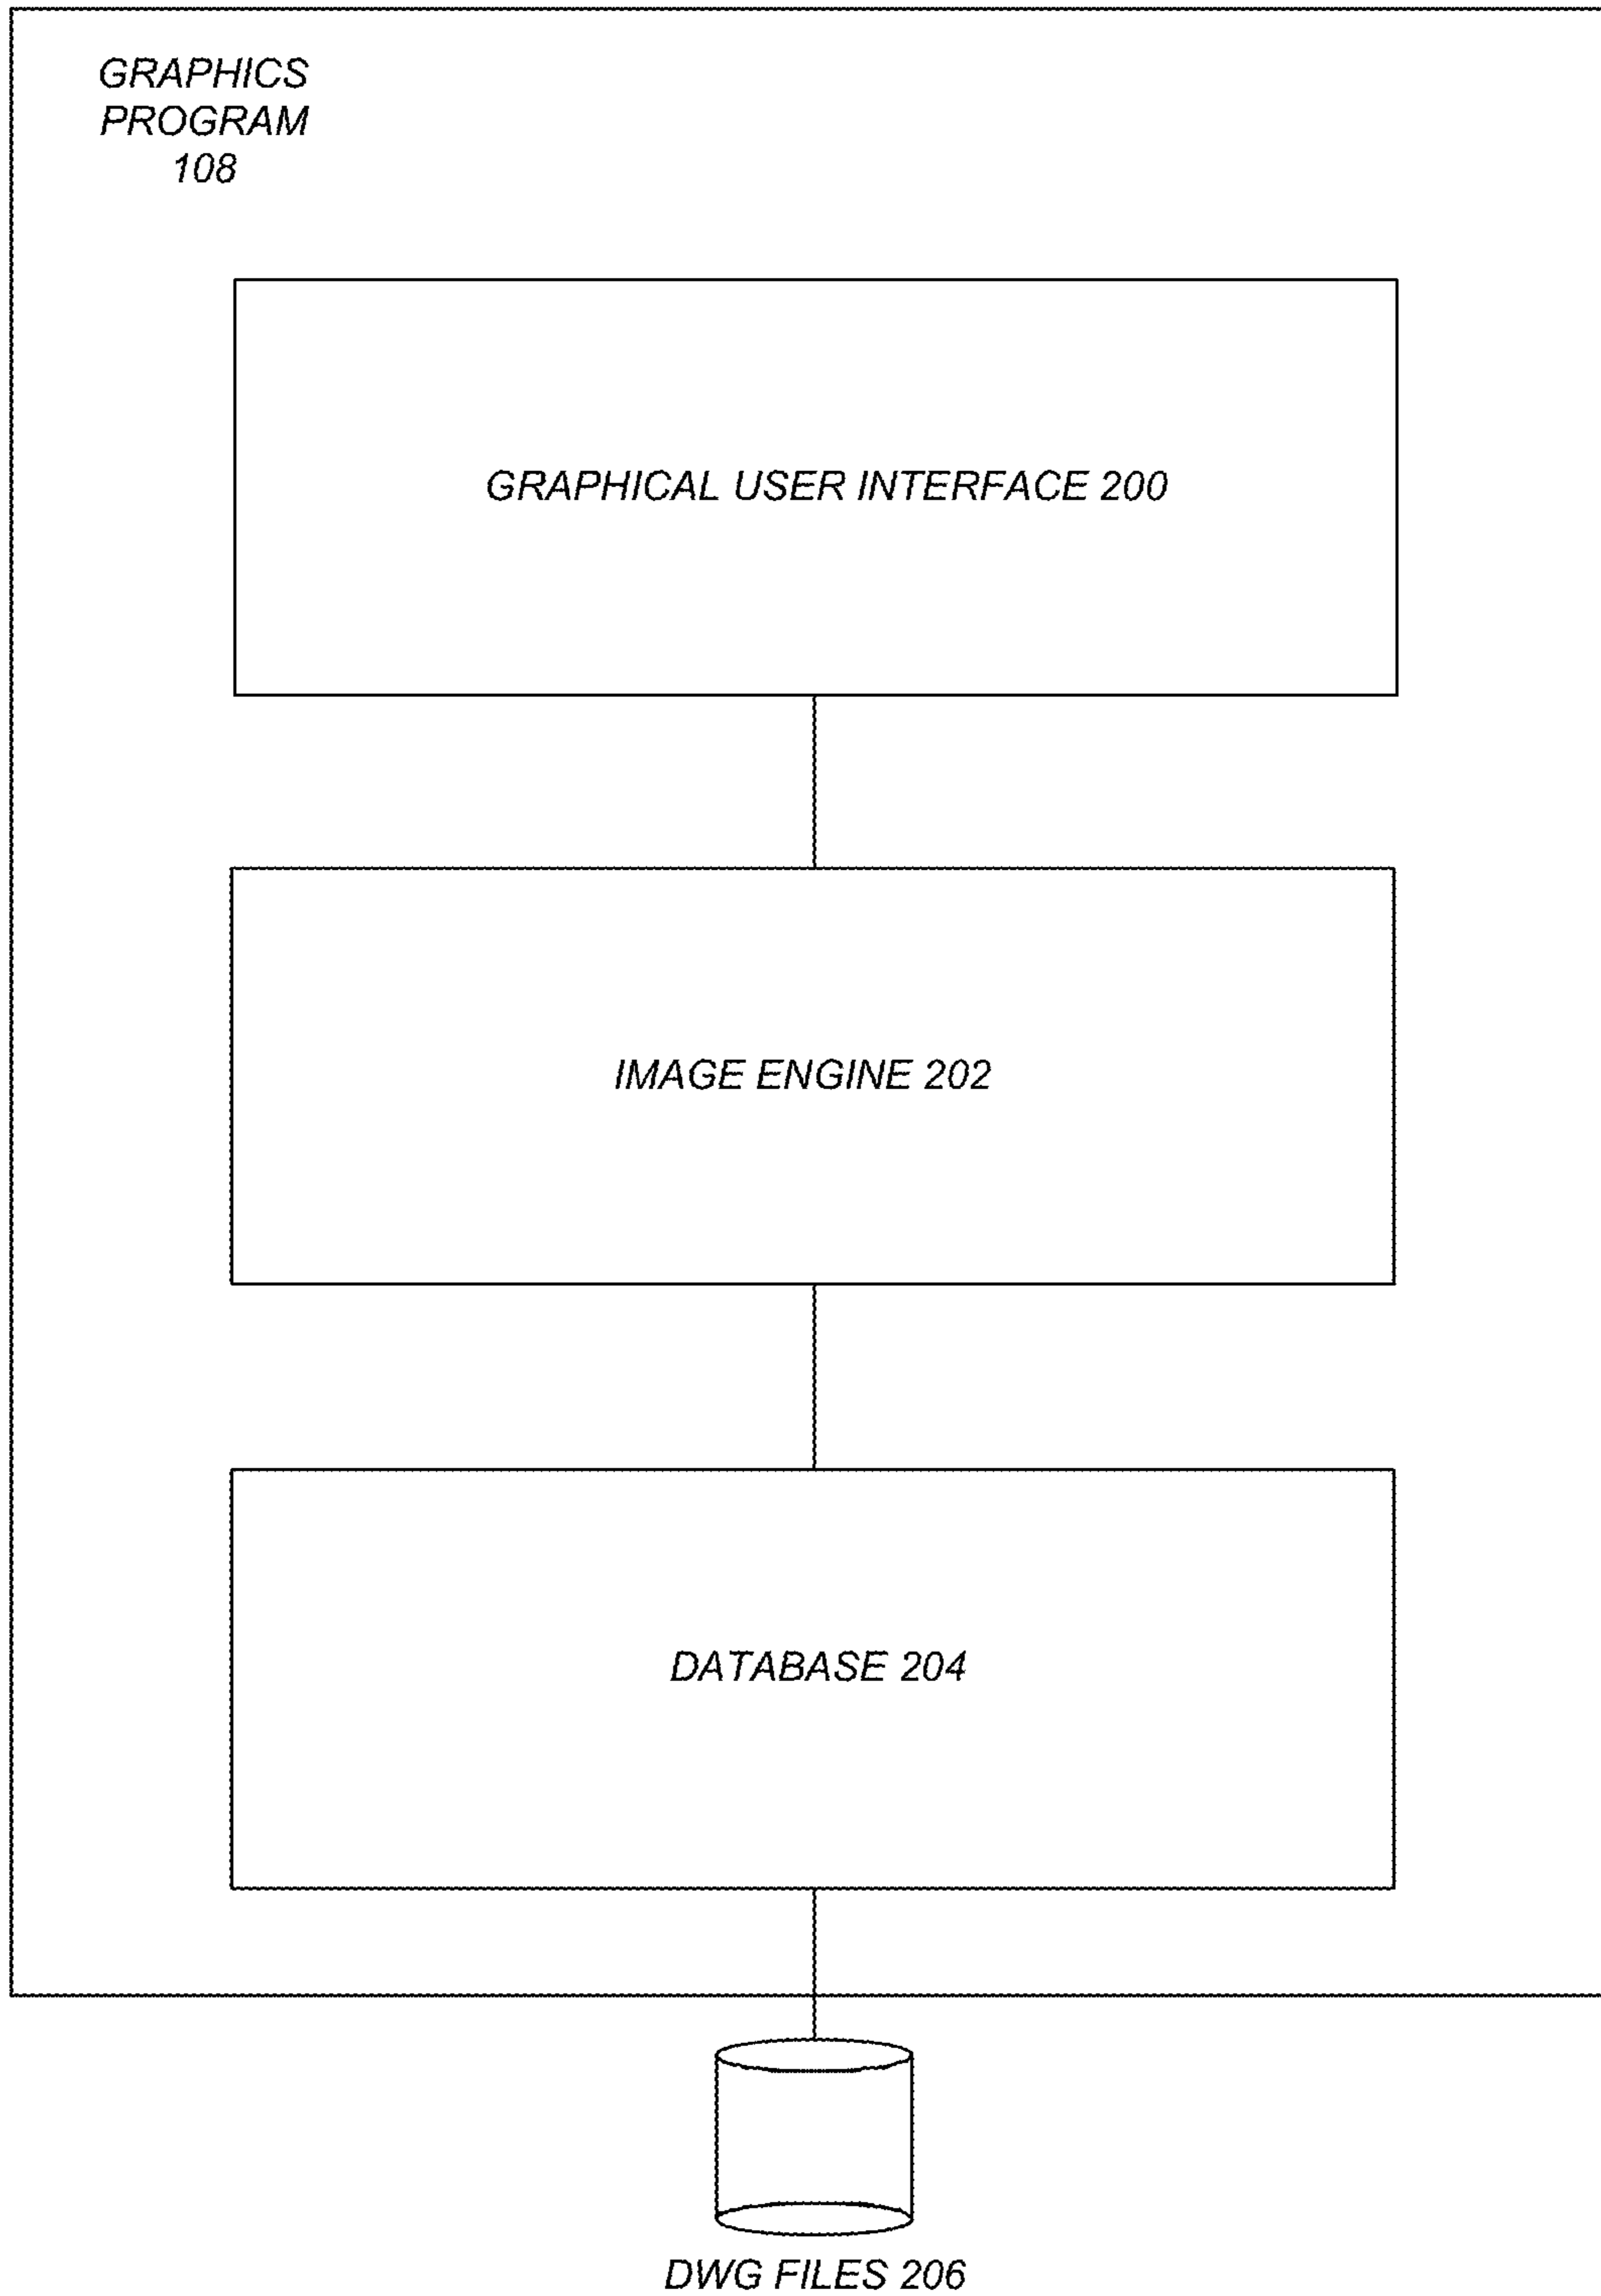 GRAPHICS
PROGRAM
108
GRAPHICAL USER INTERFACE 200
IMAGE ENGINE 202
DATABASE 204
DWG FILES 206